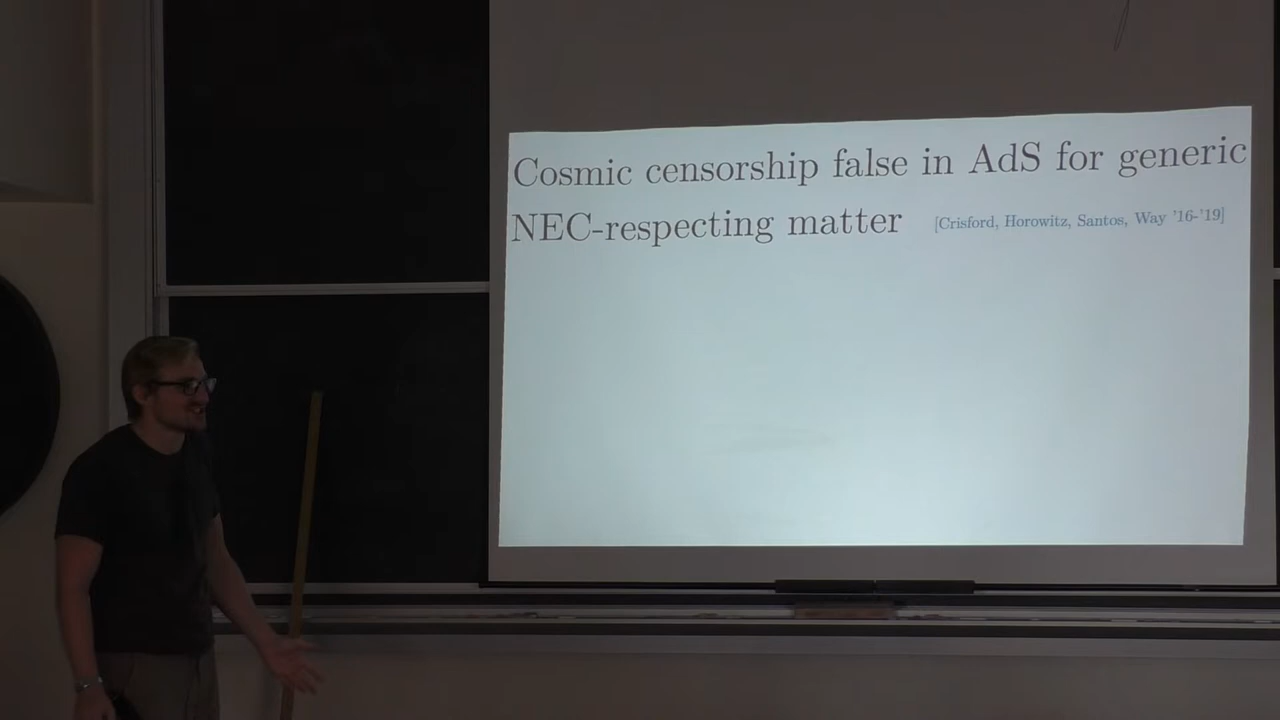 Cosmic censorship false in AdS for generic
NEC-respecting matter [Crisford, Horowitz, Santos, Way '16-'19]